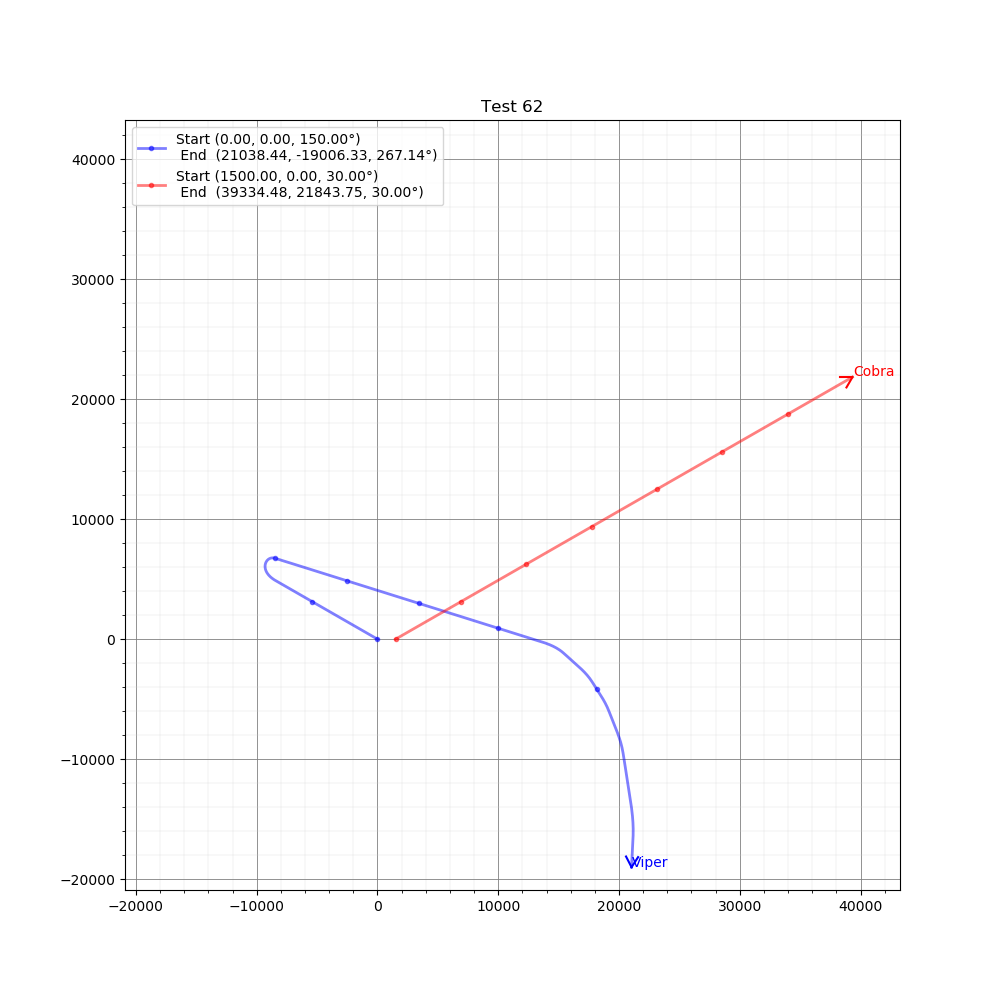 Test 62
Start (0.00, 0.00, 150.00°)
End (21038.44, -19006.33, 267.14°)
Start (1500.00, 0.00, 30.00°)
End (39334.48, 21843.75, 30.00°)
40000
30000
20000
10000
0
−10000
−20000
Cobra
Viper
−20000 −10000 0 10000 20000 30000 40000